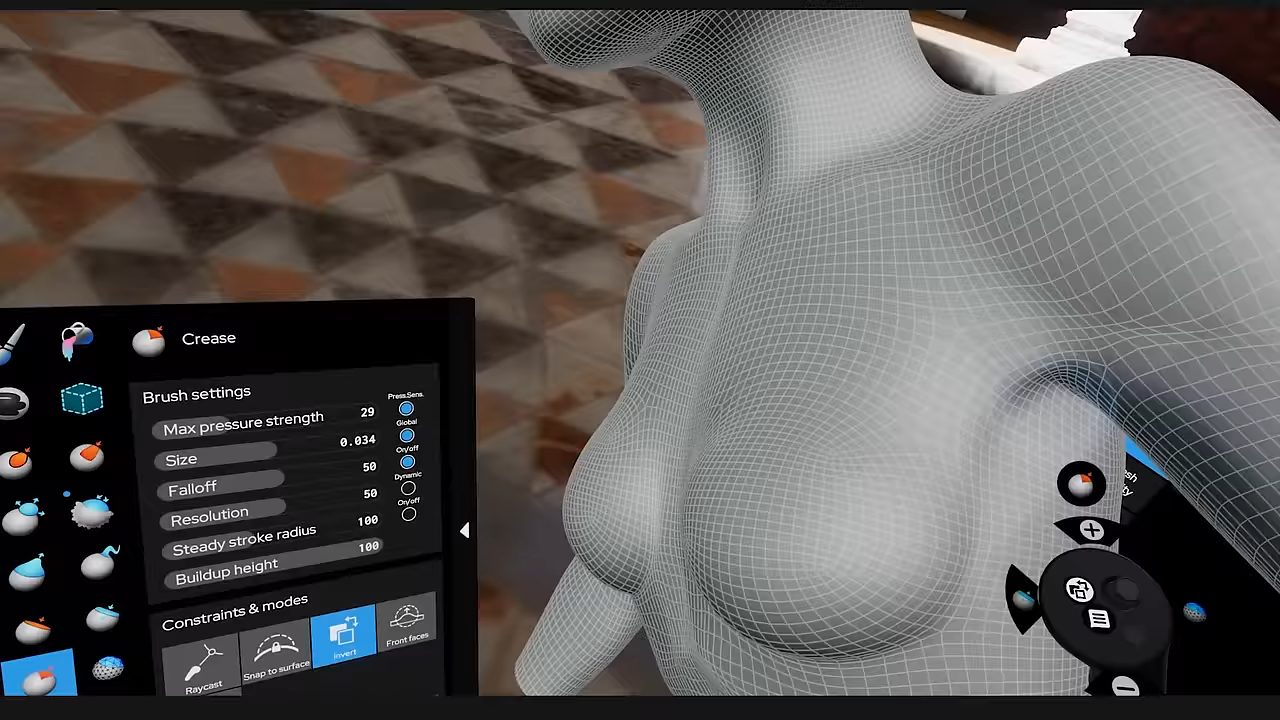 Crease
Brush settings
Press.Sens.
Max pressure strength 29
Global
Size 0.034
On/off
Falloff 50
Dynamic
Resolution 50
On/off
Steady stroke radius 100
Buildup height 100
Constraints & modes
Raycast
Snap to surface
Invert
Front faces